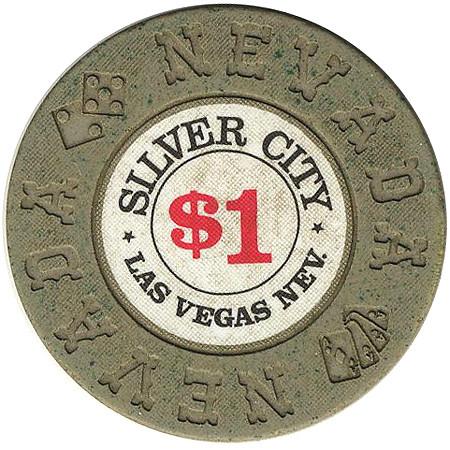 NEVADA
NEVADA
SILVER CITY
$1
★ LAS VEGAS NEV. ★